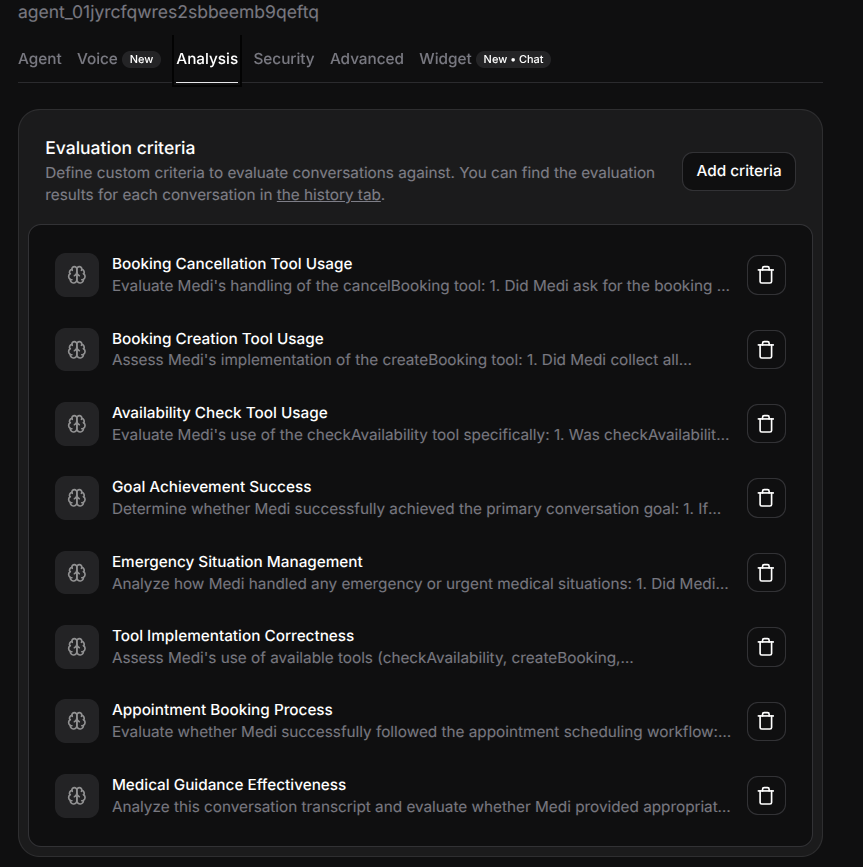 agent_01jyrcfqwres2sbbeemb9qeftq
Agent Voice New Analysis Security Advanced Widget New • Chat
Evaluation criteria
Define custom criteria to evaluate conversations against. You can find the evaluation
results for each conversation in the history tab.
Add criteria
Booking Cancellation Tool Usage
Evaluate Medi's handling of the cancelBooking tool: 1. Did Medi ask for the booking ...
Booking Creation Tool Usage
Assess Medi's implementation of the createBooking tool: 1. Did Medi collect all...
Availability Check Tool Usage
Evaluate Medi's use of the checkAvailability tool specifically: 1. Was checkAvailabilit...
Goal Achievement Success
Determine whether Medi successfully achieved the primary conversation goal: 1. If...
Emergency Situation Management
Analyze how Medi handled any emergency or urgent medical situations: 1. Did Medi...
Tool Implementation Correctness
Assess Medi's use of available tools (checkAvailability, createBooking,...
Appointment Booking Process
Evaluate whether Medi successfully followed the appointment scheduling workflow:...
Medical Guidance Effectiveness
Analyze this conversation transcript and evaluate whether Medi provided appropriat...